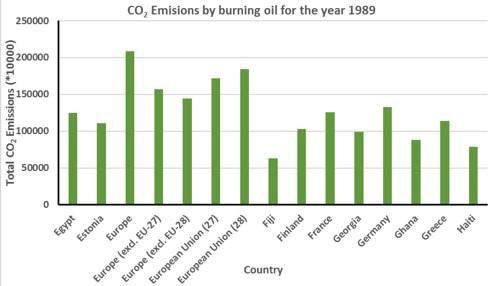 CO₂ Emisions by burning oil for the year 1989
Total CO₂ Emissions (*10000)
250000
200000
150000
100000
50000
0
Egypt
Estonia
Europe
Europe (excl. EU-27)
Europe (exd. EU-28)
European Union (27)
European Union (28)
Fiji
Finland
France
Georgia
Germany
Ghana
Greece
Haiti
Country